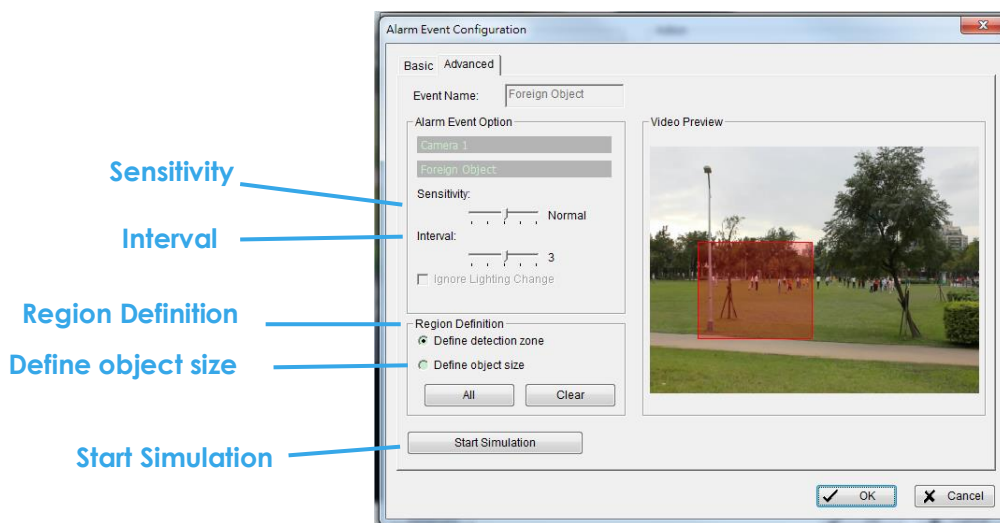 Alarm Event Configuration
x
Basic Advanced
Event Name: Foreign Object
Alarm Event Option
Camera 1
Foreign Object
Sensitivity:
Normal
Interval:
3
Ignore Lighting Change
Region Definition
Define detection zone
Define object size
All Clear
Start Simulation
Video Preview
OK Cancel
Sensitivity
Interval
Region Definition
Define object size
Start Simulation